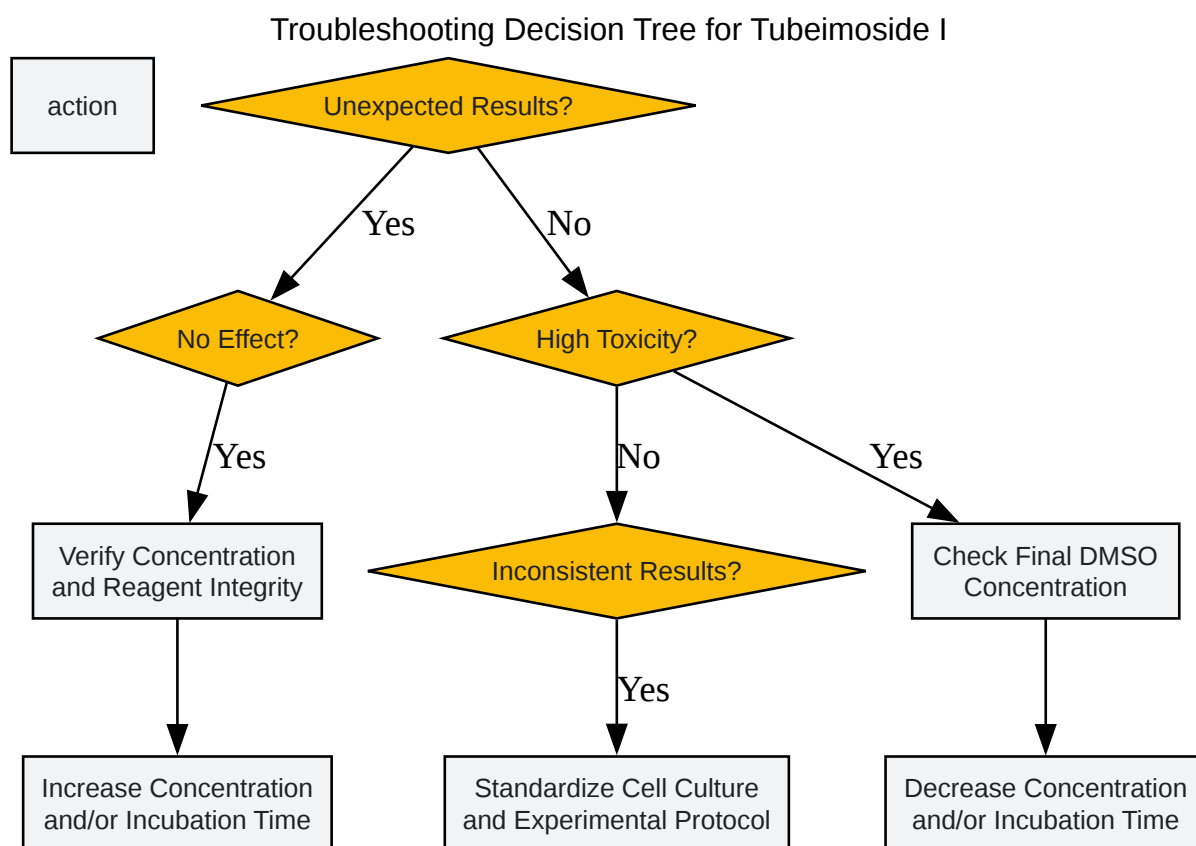 Troubleshooting Decision Tree for Tubeimoside I
action
Unexpected Results?
Yes
No
No Effect?
High Toxicity?
Yes
No
Yes
Verify Concentration
and Reagent Integrity
Inconsistent Results?
Check Final DMSO
Concentration
Yes
Increase Concentration
and/or Incubation Time
Standardize Cell Culture
and Experimental Protocol
Decrease Concentration
and/or Incubation Time